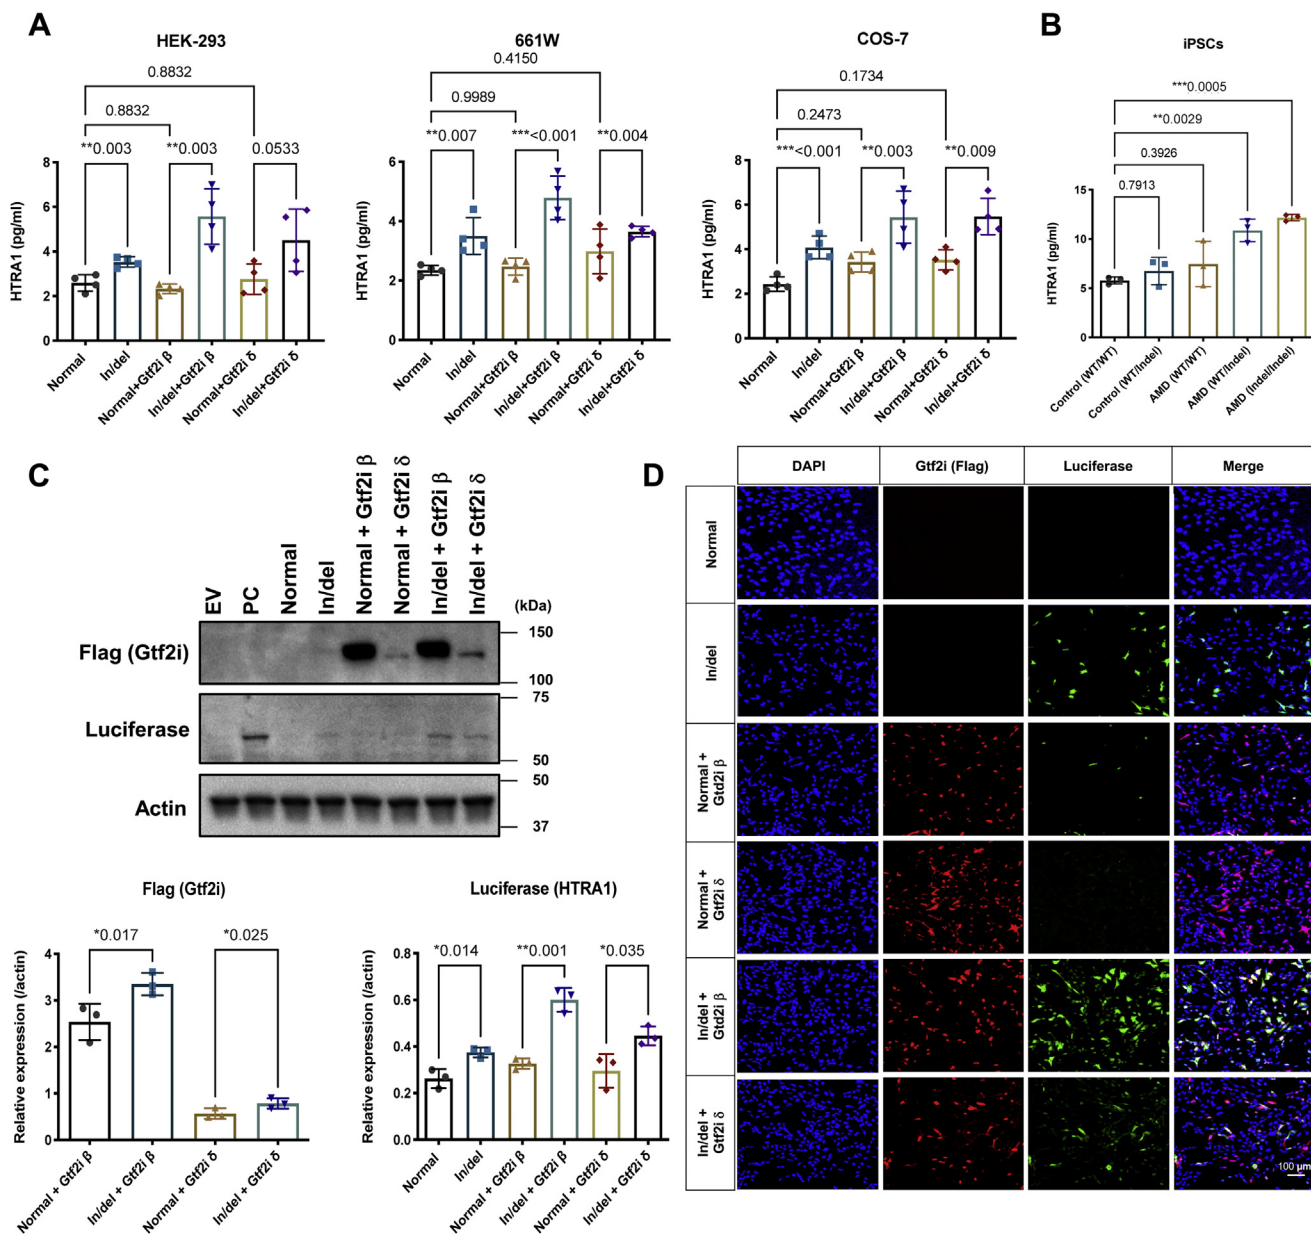 A
HEK-293
0.8832
0.8832
**0.003
**0.003
0.0533
HTRA1 (pg/ml)
8
6
4
2
0
Normal
In/del
Normal+Gtf2i β
In/del+Gtf2i β
Normal+Gtf2i δ
In/del+Gtf2i δ
661W
0.4150
0.9989
**0.007
***<0.001
**0.004
HTRA1 (pg/ml)
6
4
2
0
Normal
In/del
Normal+Gtf2i β
In/del+Gtf2i β
Normal+Gtf2i δ
In/del+Gtf2i δ
COS-7
0.1734
0.2473
***<0.001
**0.003
**0.009
HTRA1 (pg/ml)
8
6
4
2
0
Normal
In/del
Normal+Gtf2i β
In/del+Gtf2i β
Normal+Gtf2i δ
In/del+Gtf2i δ
B
iPSCs
***0.0005
**0.0029
0.3926
0.7913
HTRA1 (pg/ml)
15
10
5
0
Control (WT/WT)
Control (WT/Indel)
AMD (WT/WT)
AMD (WT/Indel)
AMD (Indel/Indel)
C
EV
PC
Normal
In/del
Normal + Gtf2i β
Normal + Gtf2i δ
In/del + Gtf2i β
In/del + Gtf2i δ
(kDa)
Flag (Gtf2i)
150
100
Luciferase
75
50
Actin
50
37
Flag (Gtf2i)
*0.017
*0.025
Relative expression (/actin)
4
3
2
1
0
Normal + Gtf2i β
In/del + Gtf2i β
Normal + Gtf2i δ
In/del + Gtf2i δ
Luciferase (HTRA1)
*0.014
**0.001
*0.035
Relative expression (/actin)
0.8
0.6
0.4
0.2
0.0
Normal
In/del
Normal + Gtf2i β
In/del + Gtf2i β
Normal + Gtf2i δ
In/del + Gtf2i δ
D
DAPI
Gtf2i (Flag)
Luciferase
Merge
Normal
In/del
Normal +
Gtd2i β
Normal +
Gtf2i δ
In/del +
Gtd2i β
In/del +
Gtf2i δ
100 µm